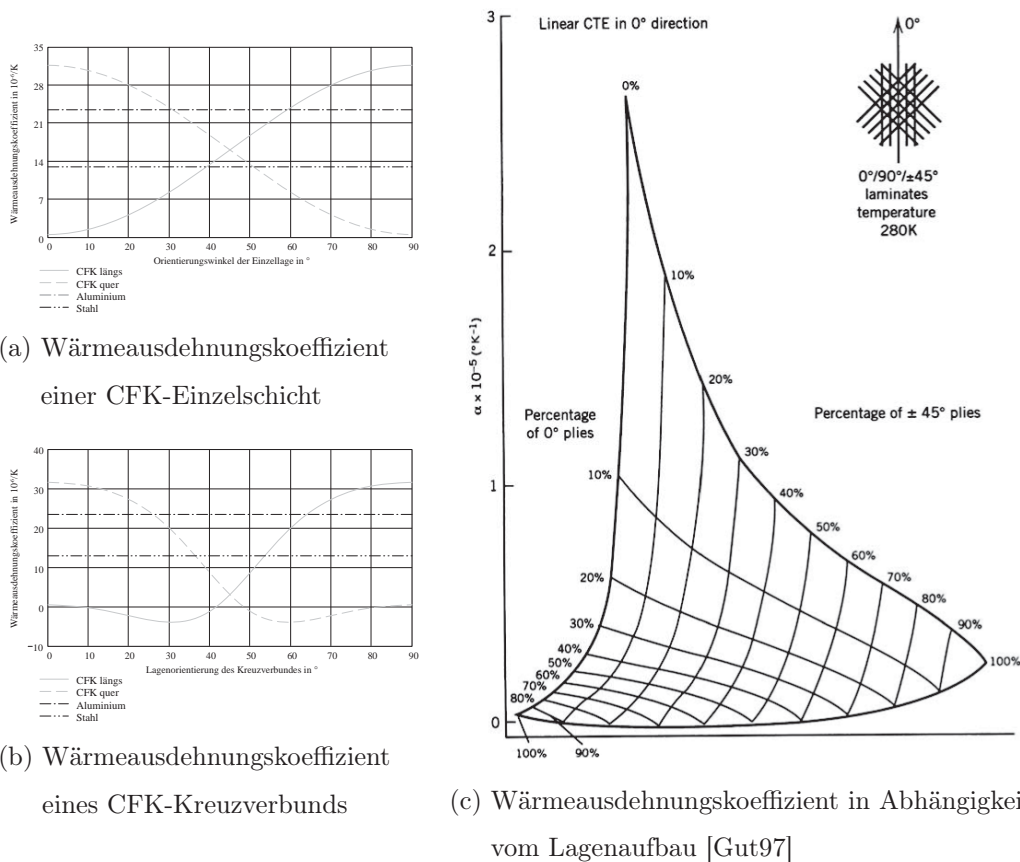 Wärmeausdehnungskoeffizient in 10⁻⁶/K
35
28
21
14
7
0
0 10 20 30 40 50 60 70 80 90
Orientierungswinkel der Einzellage in °
CFK längs
CFK quer
Aluminium
Stahl
(a) Wärmeausdehnungskoeffizient
einer CFK-Einzelschicht
Wärmeausdehnungskoeffizient in 10⁻⁶/K
40
30
20
10
0
−10
0 10 20 30 40 50 60 70 80 90
Lagenorientierung des Kreuzverbundes in °
CFK längs
CFK quer
Aluminium
Stahl
(b) Wärmeausdehnungskoeffizient
eines CFK-Kreuzverbunds
3
2
1
0
α × 10⁻⁵ (°K⁻¹)
Linear CTE in 0° direction
0°
0°/90°/±45°
laminates
temperature
280K
Percentage
of 0° plies
Percentage of ± 45° plies
0%
10%
20%
30%
40%
50%
60%
70%
80%
90%
100%
10%
20%
30%
40%
50%
60%
70%
80%
90%
100%
(c) Wärmeausdehnungskoeffizient in Abhängigkei
vom Lagenaufbau [Gut97]